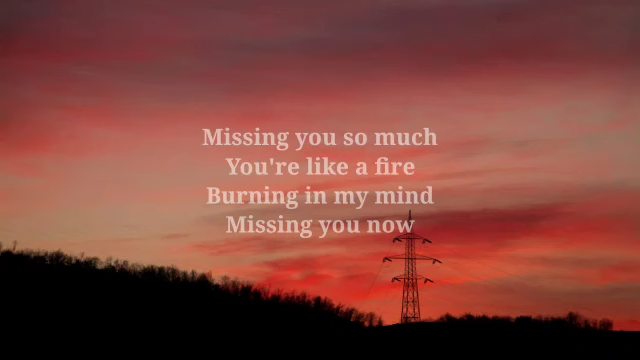 Missing you so much
You're like a fire
Burning in my mind
Missing you now